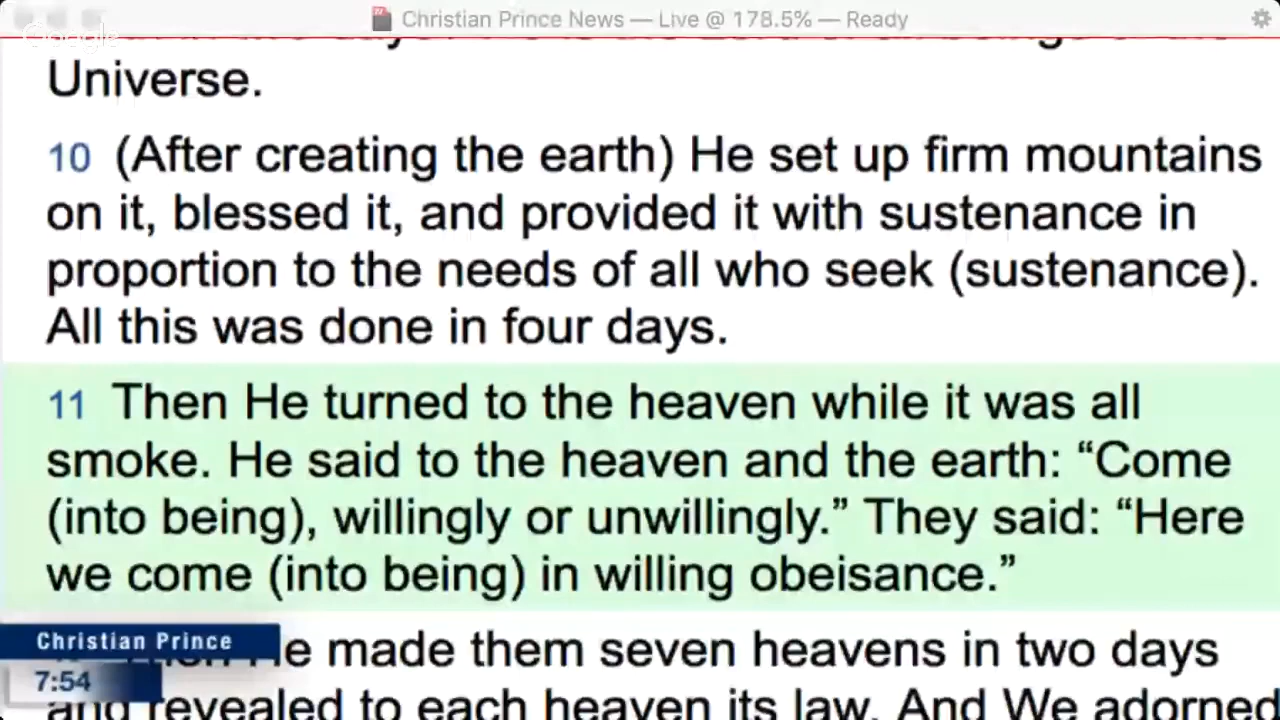 Christian Prince News — Live @ 178.5% — Ready
Google
Universe.
10 (After creating the earth) He set up firm mountains
on it, blessed it, and provided it with sustenance in
proportion to the needs of all who seek (sustenance).
All this was done in four days.
11 Then He turned to the heaven while it was all
smoke. He said to the heaven and the earth: “Come
(into being), willingly or unwillingly.” They said: “Here
we come (into being) in willing obeisance.”
Christian Prince
He made them seven heavens in two days
7:54
and revealed to each heaven its law. And We adorned